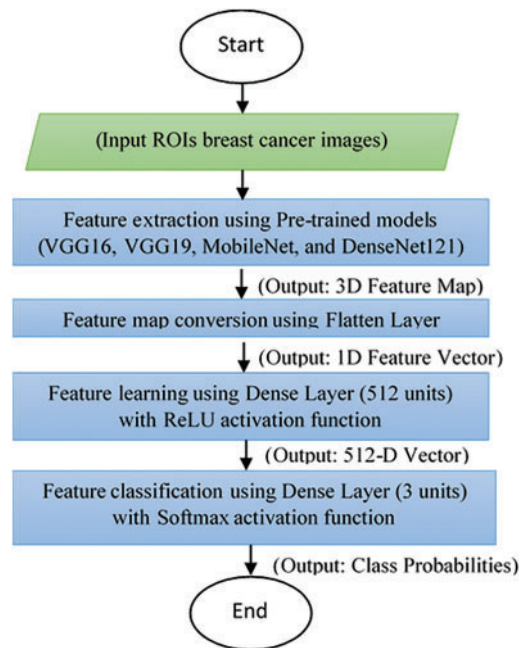 Start
(Input ROIs breast cancer images)
Feature extraction using Pre-trained models
(VGG16, VGG19, MobileNet, and DenseNet121)
(Output: 3D Feature Map)
Feature map conversion using Flatten Layer
(Output: 1D Feature Vector)
Feature learning using Dense Layer (512 units)
with ReLU activation function
(Output: 512-D Vector)
Feature classification using Dense Layer (3 units)
with Softmax activation function
(Output: Class Probabilities)
End